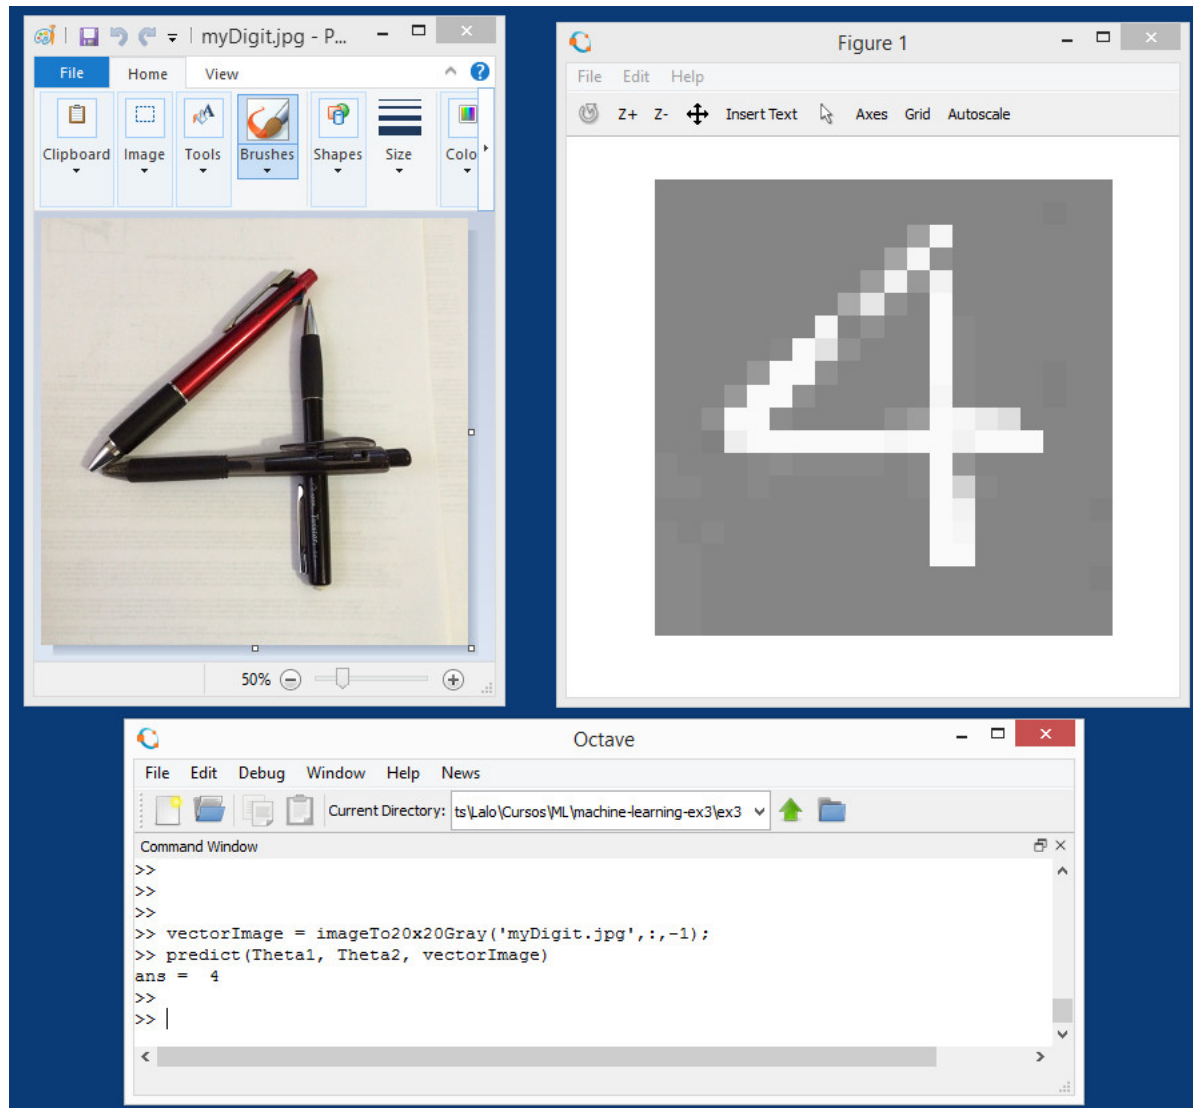 myDigit.jpg - P...
File Home View
Clipboard Image Tools Brushes Shapes Size Colo
50%
Figure 1
File Edit Help
Z+ Z- Insert Text Axes Grid Autoscale
Octave
File Edit Debug Window Help News
Current Directory: ts\Lalo\Cursos\ML\machine-learning-ex3\ex3
Command Window
>>
>>
>>
>> vectorImage = imageTo20x20Gray('myDigit.jpg',:,-1);
>> predict(Theta1, Theta2, vectorImage)
ans = 4
>>
>>